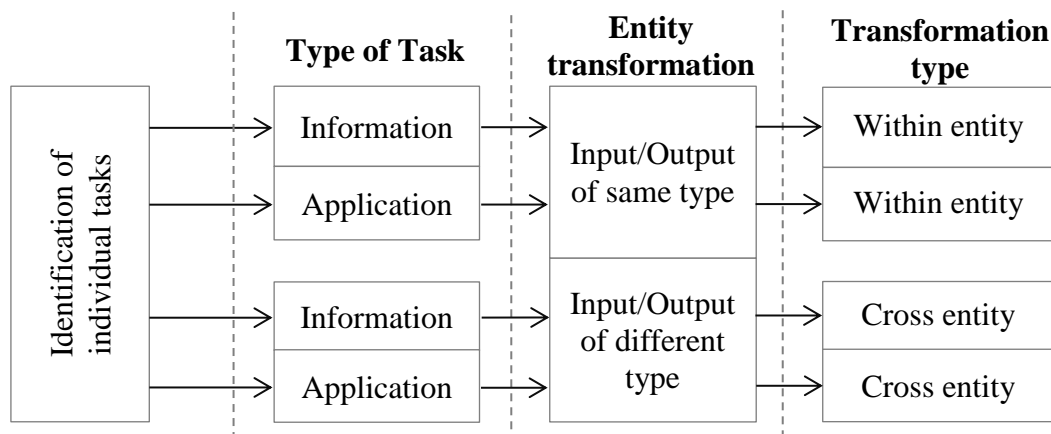 Type of Task
Entity
transformation
Transformation
type
Identification of
individual tasks
Information
Application
Information
Application
Input/Output
of same type
Input/Output
of different
type
Within entity
Within entity
Cross entity
Cross entity